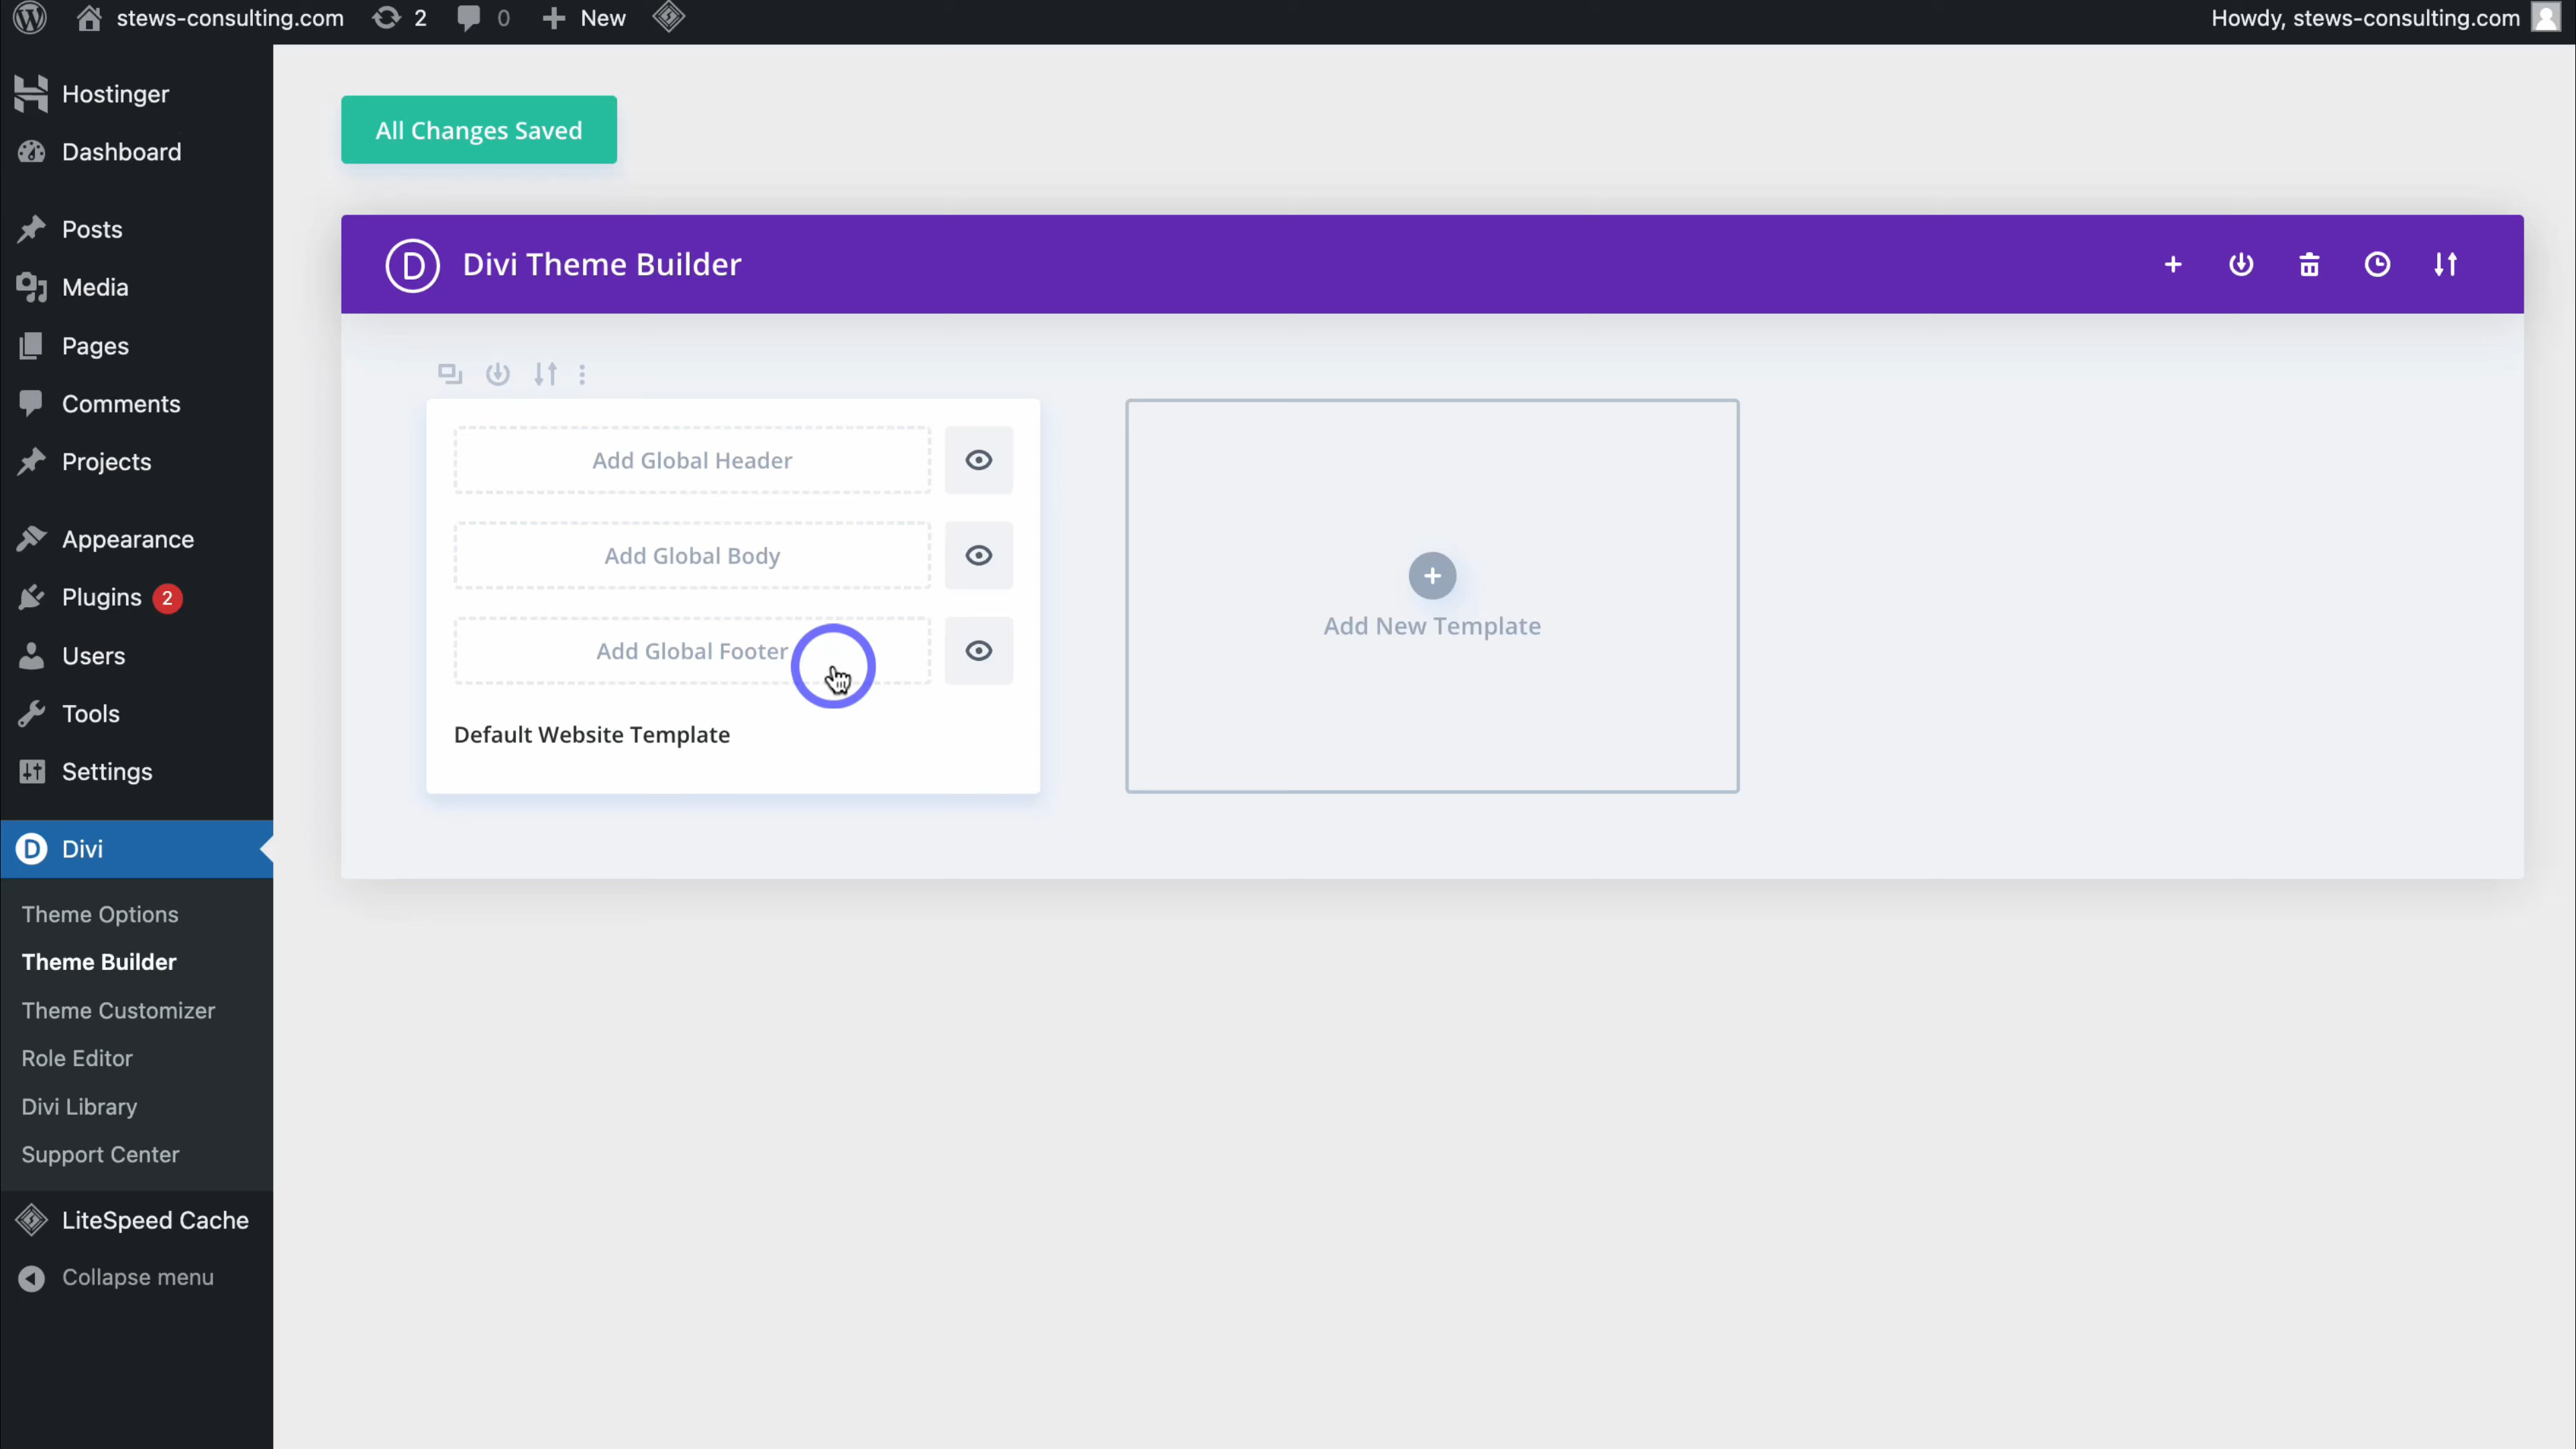 stews-consulting.com 2 0 New Howdy, stews-consulting.com
Hostinger
Dashboard
Posts
Media
Pages
Comments
Projects
Appearance
Plugins 2
Users
Tools
Settings
D Divi
Theme Options
Theme Builder
Theme Customizer
Role Editor
Divi Library
Support Center
LiteSpeed Cache
Collapse menu
All Changes Saved
D Divi Theme Builder
Add Global Header
Add Global Body
Add Global Footer
Default Website Template
Add New Template